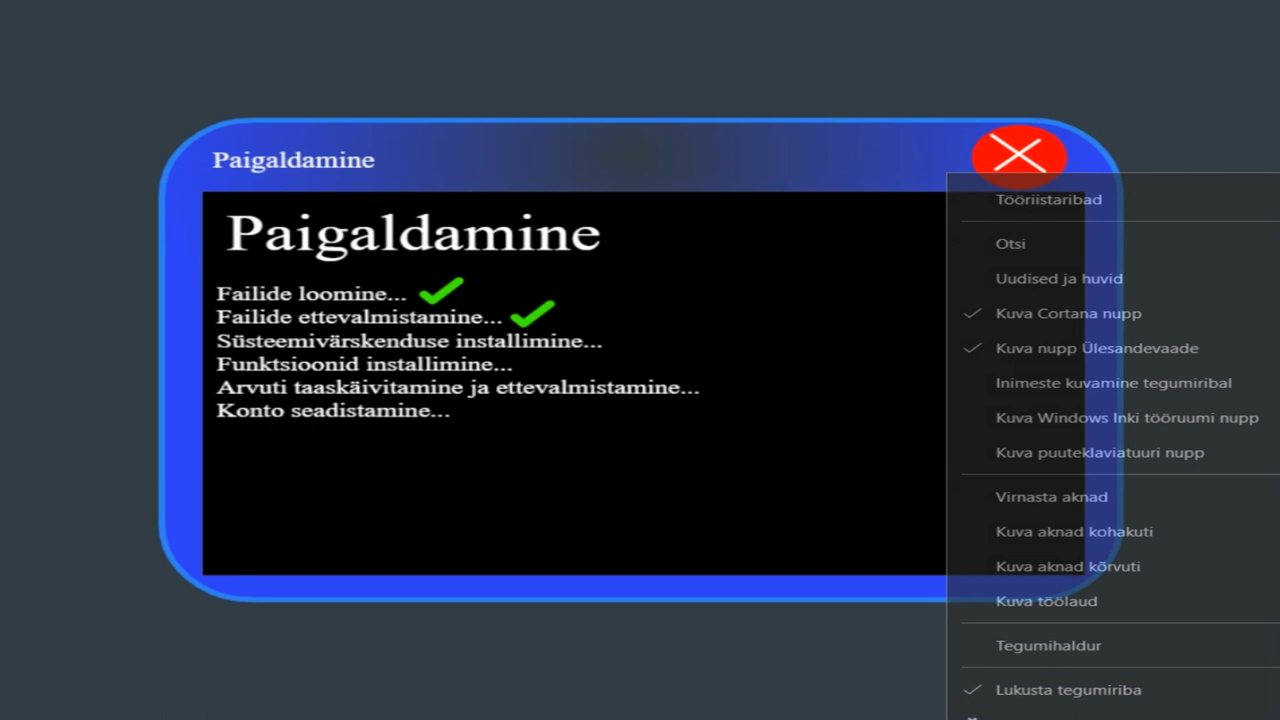 Paigaldamine
Paigaldamine
Failide loomine...
Failide ettevalmistamine...
Süsteemivärskenduse installimine...
Funktsioonid installimine...
Arvuti taaskäivitamine ja ettevalmistamine...
Konto seadistamine...
Tööriistaribad
Otsi
Uudised ja huvid
Kuva Cortana nupp
Kuva nupp Ülesandevaade
Inimeste kuvamine tegumiribal
Kuva Windows Inki tööruumi nupp
Kuva puuteklaviatuuri nupp
Virnasta aknad
Kuva aknad kohakuti
Kuva aknad kõrvuti
Kuva töölaud
Tegumihaldur
Lukusta tegumiriba